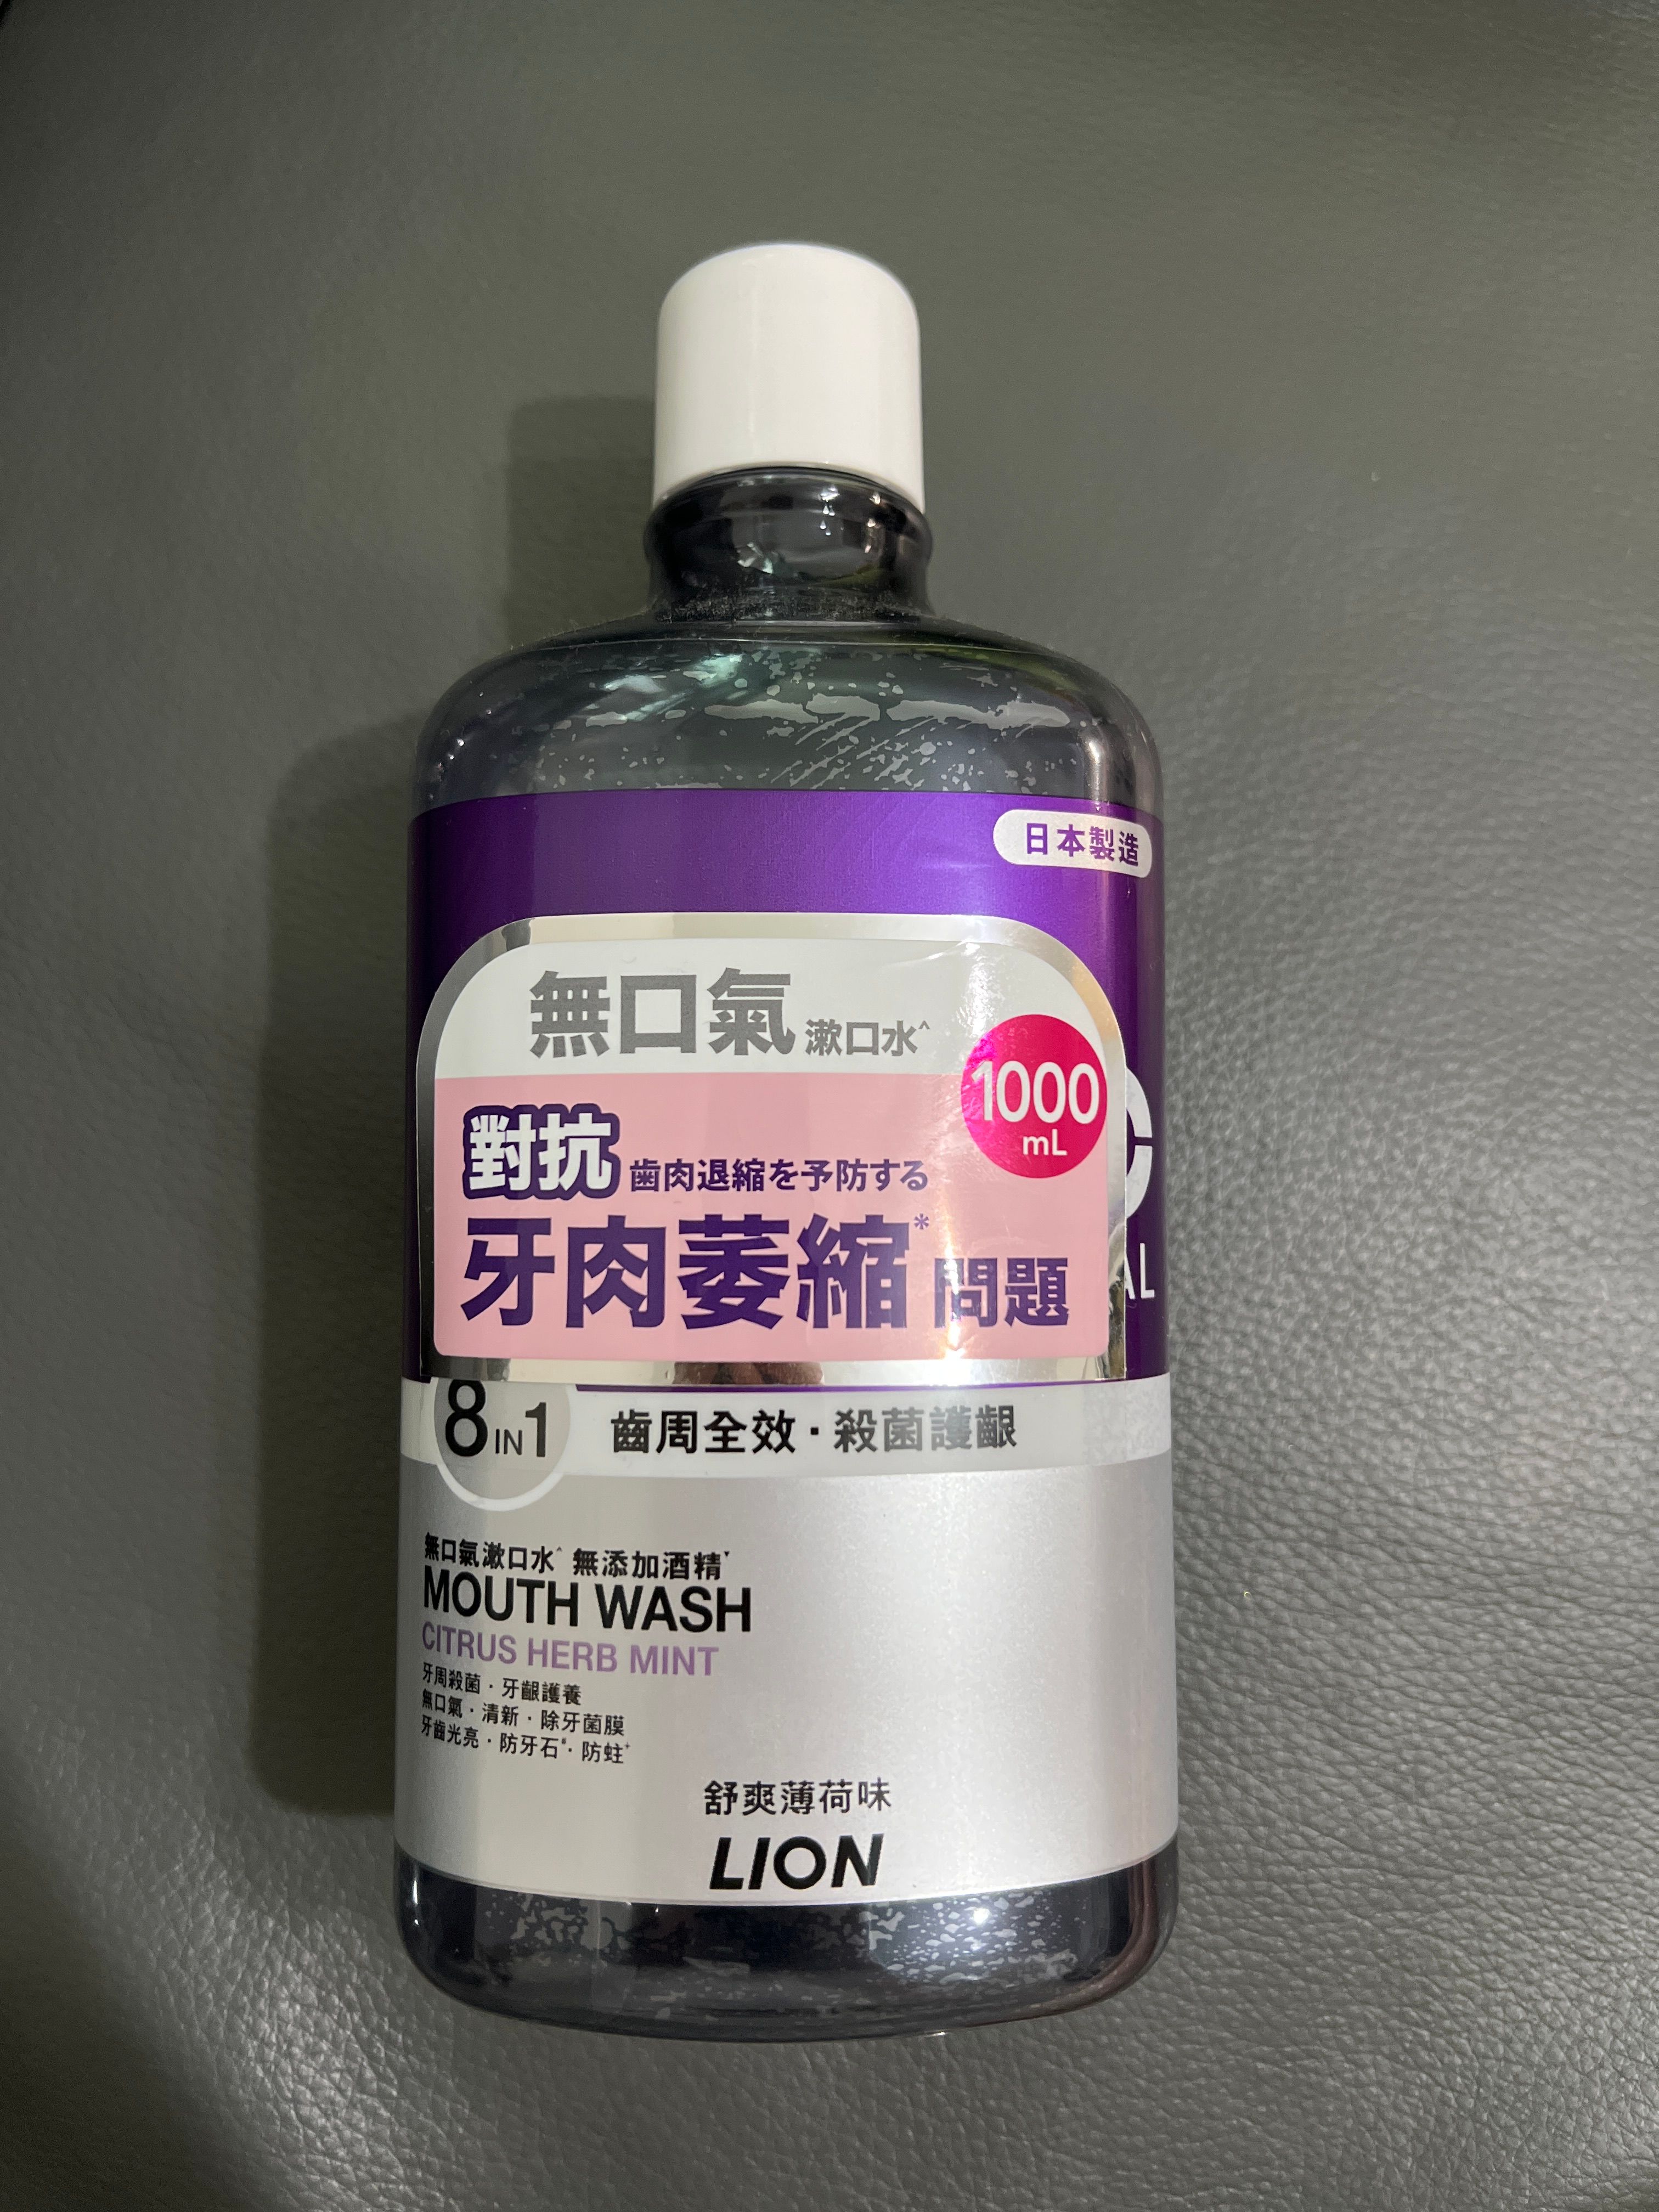 日本製造
無口氣 漱口水^
1000
mL
對抗 歯肉退縮を予防する
牙肉萎縮* 問題
AL
8 IN 1 齒周全效·殺菌護齦
無口氣漱口水^ 無添加酒精▼
MOUTH WASH
CITRUS HERB MINT
牙周殺菌·牙齦護養
無口氣·清新·除牙菌膜
牙齒光亮·防牙石#·防蛀+
舒爽薄荷味
LION